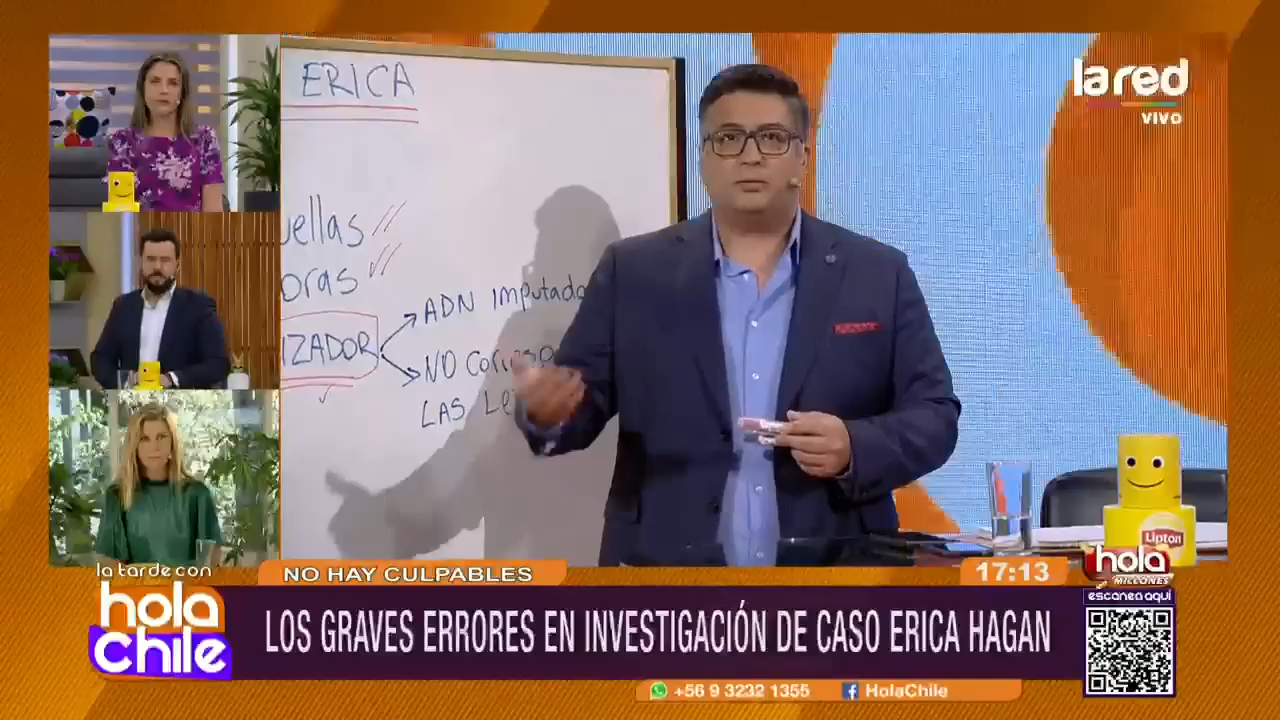 ERICA
uellas
oras
IZADOR
ADN imputado
NO
LAS
la red
VIVO
Lipton
la tarde con
hola
Chile
NO HAY CULPABLES
17:13
hola
MILLONES
LOS GRAVES ERRORES EN INVESTIGACIÓN DE CASO ERICA HAGAN
escanea aquí
+56 9 3232 1355
HolaChile